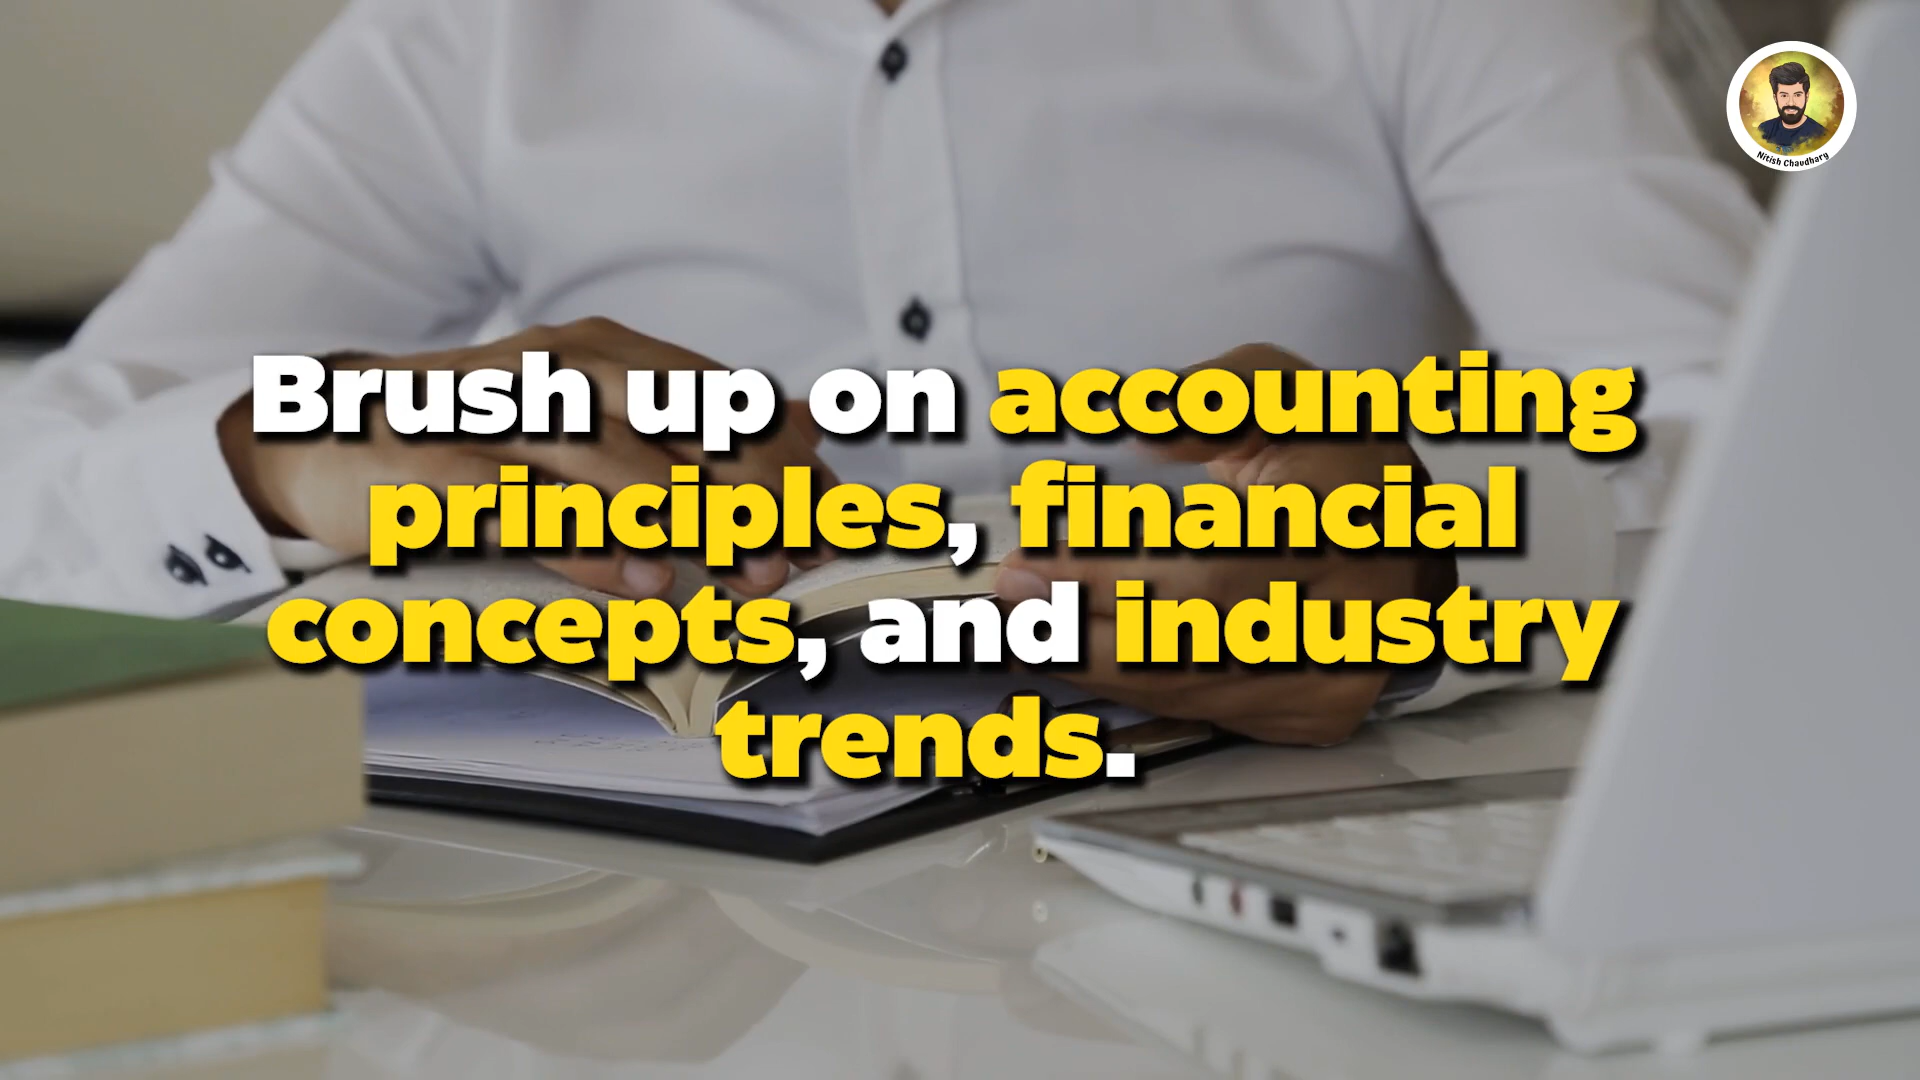 Nitish Chaudhary
Brush up on accounting
principles, financial
concepts, and industry
trends.